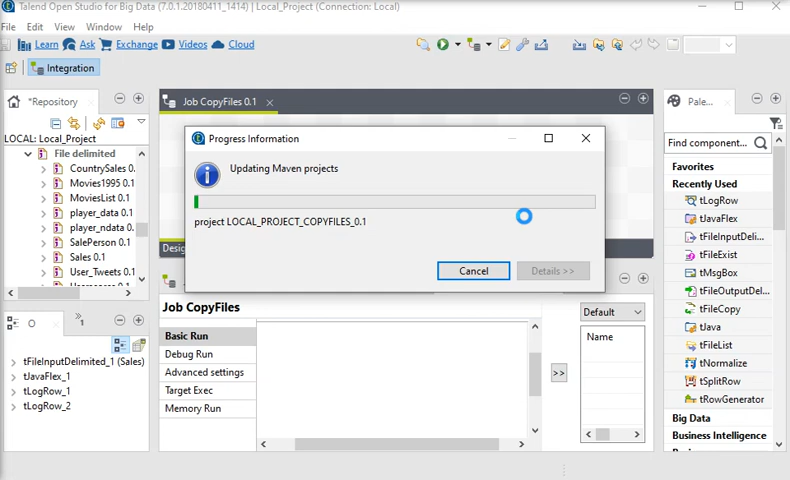 Talend Open Studio for Big Data (7.0.1.20180411_1414) | Local_Project (Connection: Local)
File Edit View Window Help
Learn Ask Exchange Videos Cloud
Integration
*Repository
LOCAL: Local_Project
File delimited
CountrySales 0.
Movies1995 0.1
MoviesList 0.1
player_data 0.1
player_ndata 0.1
SalePerson 0.1
Sales 0.1
User_Tweets 0.1
Job CopyFiles 0.1
Progress Information
Updating Maven projects
project LOCAL_PROJECT_COPYFILES_0.1
Cancel
Details >>
Desig
Job CopyFiles
Basic Run
Debug Run
Advanced settings
Target Exec
Memory Run
>>
Default
Name
O
»1
tFileInputDelimited_1 (Sales)
tJavaFlex_1
tLogRow_1
tLogRow_2
Pale...
Find component...
Favorites
Recently Used
tLogRow
tJavaFlex
tFileInputDeli...
tFileExist
tMsgBox
tFileOutputDel...
tFileCopy
tJava
tFileList
tNormalize
tSplitRow
tRowGenerator
Big Data
Business Intelligence